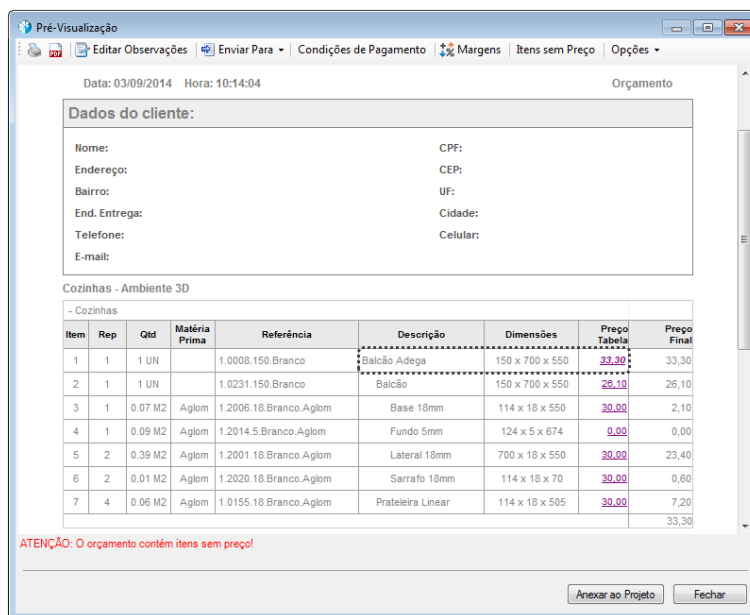 Pré-Visualização
Editar Observações Enviar Para Condições de Pagamento Margens Itens sem Preço Opções
Data: 03/09/2014 Hora: 10:14:04 Orçamento
Dados do cliente:
Nome: CPF:
Endereço: CEP:
Bairro: UF:
End. Entrega: Cidade:
Telefone: Celular:
E-mail:
Cozinhas - Ambiente 3D
- Cozinhas
Item Rep Qtd Matéria Prima Referência Descrição Dimensões Preço Tabela Preço Final
1 1 1 UN 1.0008.150.Branco Balcão Adega 150 x 700 x 550 33,30 33,30
2 1 1 UN 1.0231.150.Branco Balcão 150 x 700 x 550 26,10 26,10
3 1 0.07 M2 Aglom 1.2006.18.Branco.Aglom Base 18mm 114 x 18 x 550 30,00 2,10
4 1 0.09 M2 Aglom 1.2014.5.Branco.Aglom Fundo 5mm 124 x 5 x 674 0,00 0,00
5 2 0.39 M2 Aglom 1.2001.18.Branco.Aglom Lateral 18mm 700 x 18 x 550 30,00 23,40
6 2 0.01 M2 Aglom 1.2020.18.Branco.Aglom Sarrafo 18mm 114 x 18 x 70 30,00 0,60
7 4 0.06 M2 Aglom 1.0155.18.Branco.Aglom Prateleira Linear 114 x 18 x 505 30,00 7,20
33,30
ATENÇÃO: O orçamento contém itens sem preço!
Anexar ao Projeto Fechar